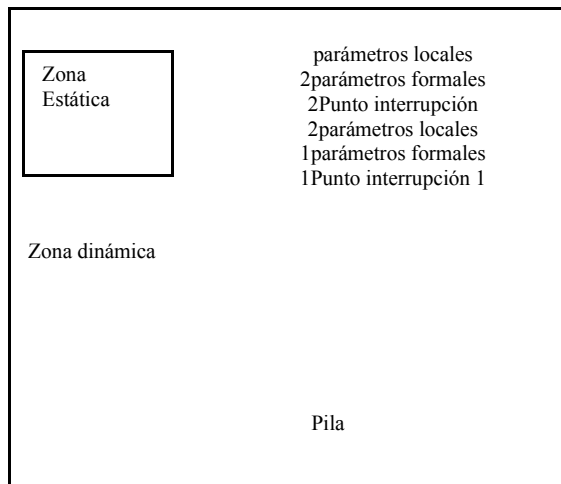 Zona
Estática
parámetros locales
2parámetros formales
2Punto interrupción
2parámetros locales
1parámetros formales
1Punto interrupción 1
Zona dinámica
Pila